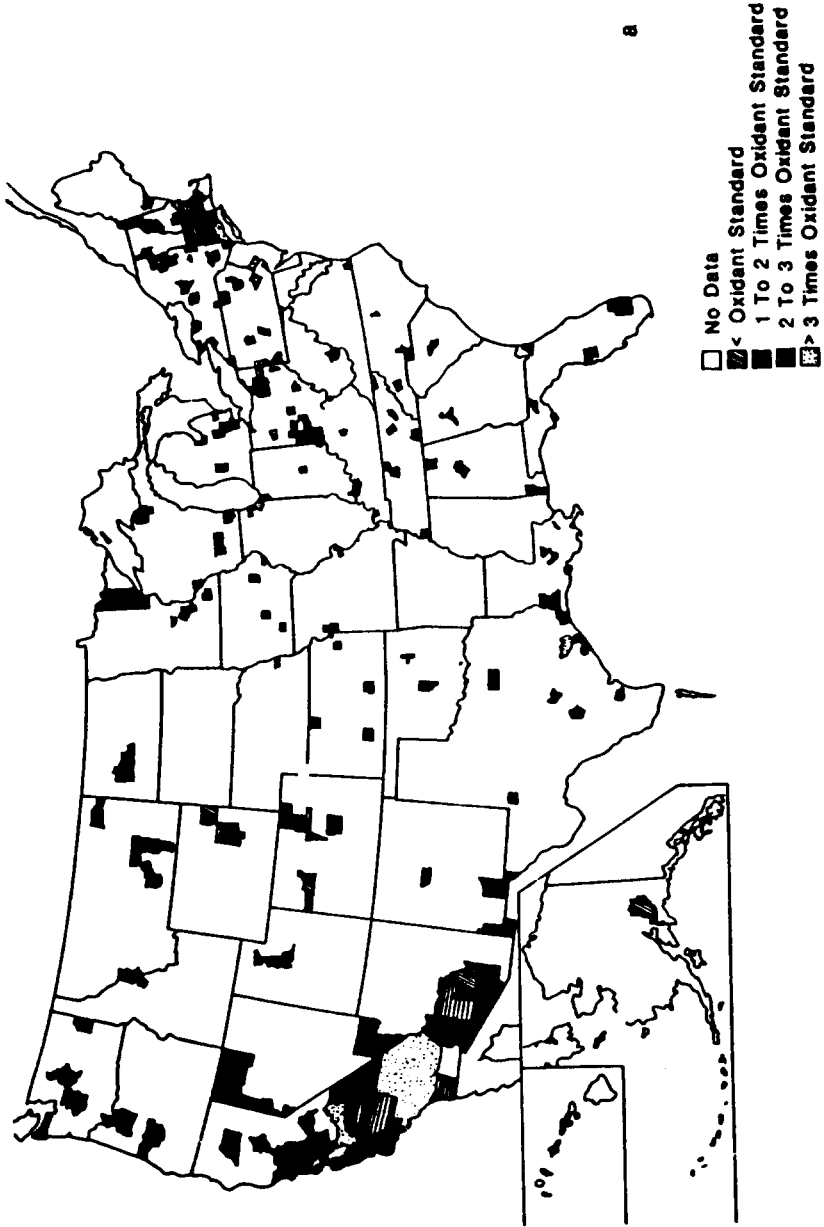 a
No Data
< Oxidant Standard
1 To 2 Times Oxidant Standard
2 To 3 Times Oxidant Standard
> 3 Times Oxidant Standard